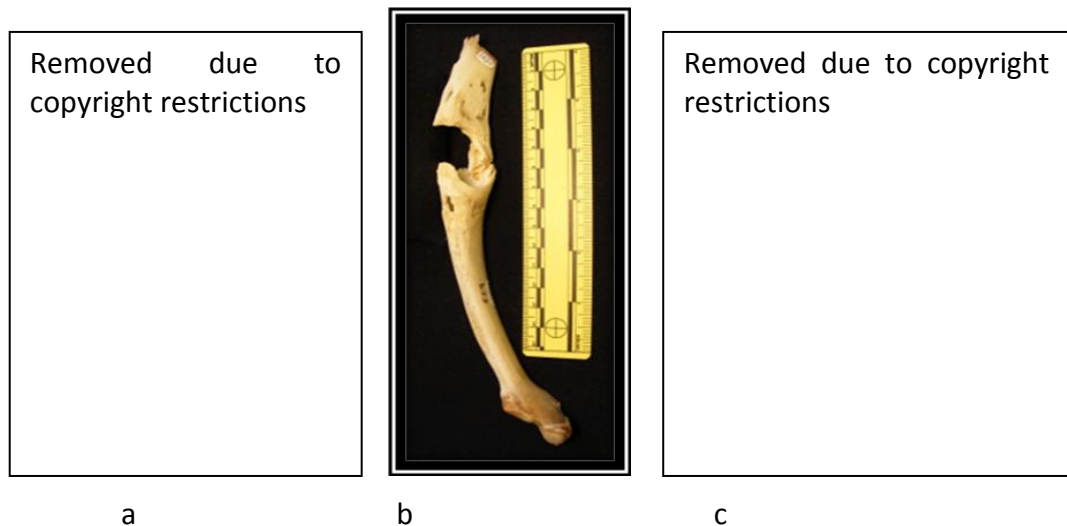 Removed due to
copyright restrictions
Removed due to copyright
restrictions
a
b
c